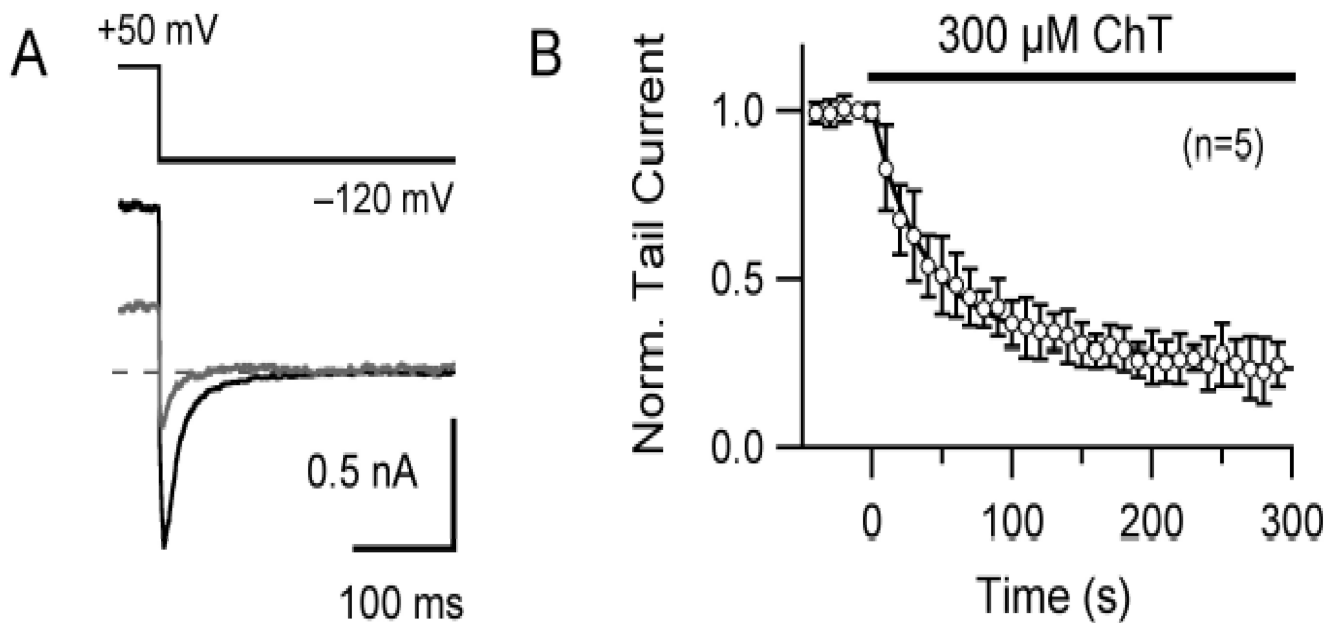 A
+50 mV
–120 mV
0.5 nA
100 ms
B
300 µM ChT
(n=5)
Norm. Tail Current
1.0
0.5
0.0
0 100 200 300
Time (s)